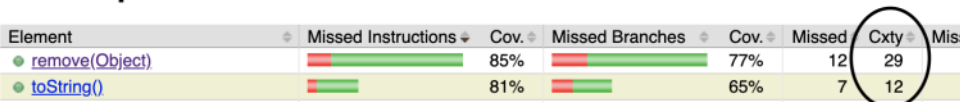 Element Missed Instructions Cov. Missed Branches Cov. Missed Cxty Mis
remove(Object) 85% 77% 12 29
toString() 81% 65% 7 12